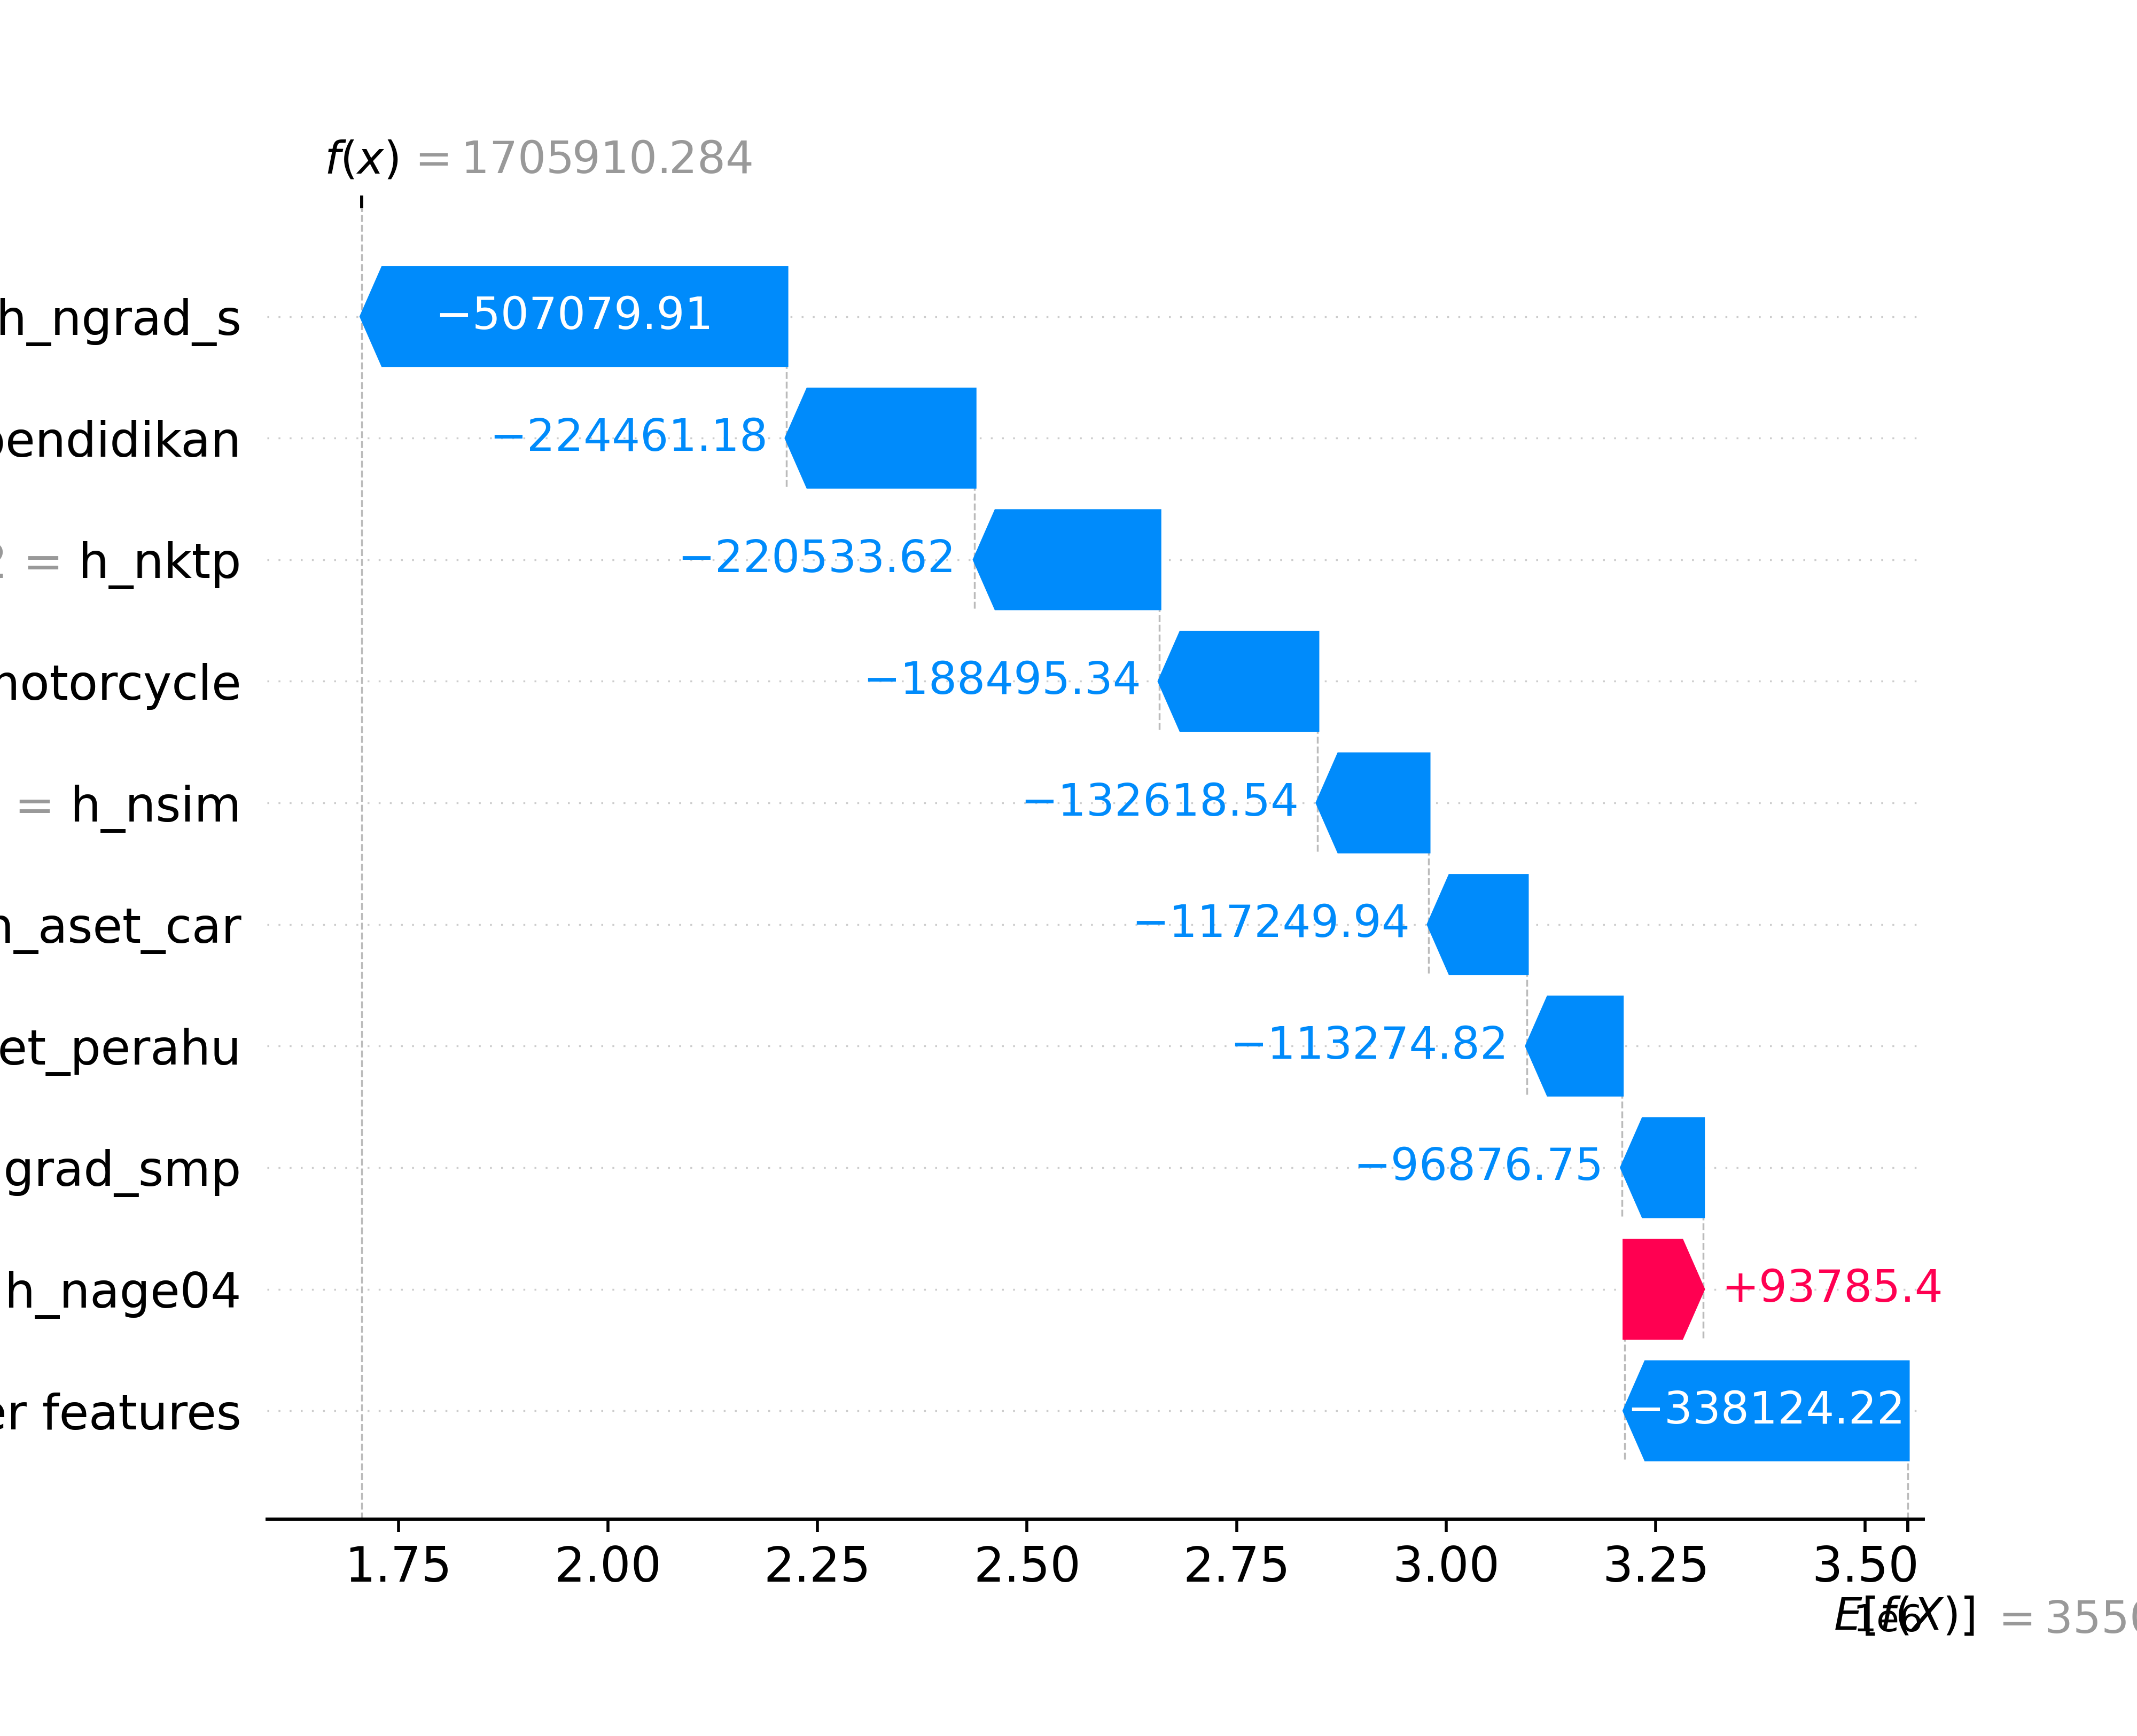 f(x) = 1705910.284
h_ngrad_s −507079.91
pendidikan −224461.18
= h_nktp −220533.62
motorcycle −188495.34
= h_nsim −132618.54
h_aset_car −117249.94
et_perahu −113274.82
grad_smp −96876.75
h_nage04 +93785.4
er features −338124.22
1.75 2.00 2.25 2.50 2.75 3.00 3.25 3.50
1e6
E[f(X)] = 3550